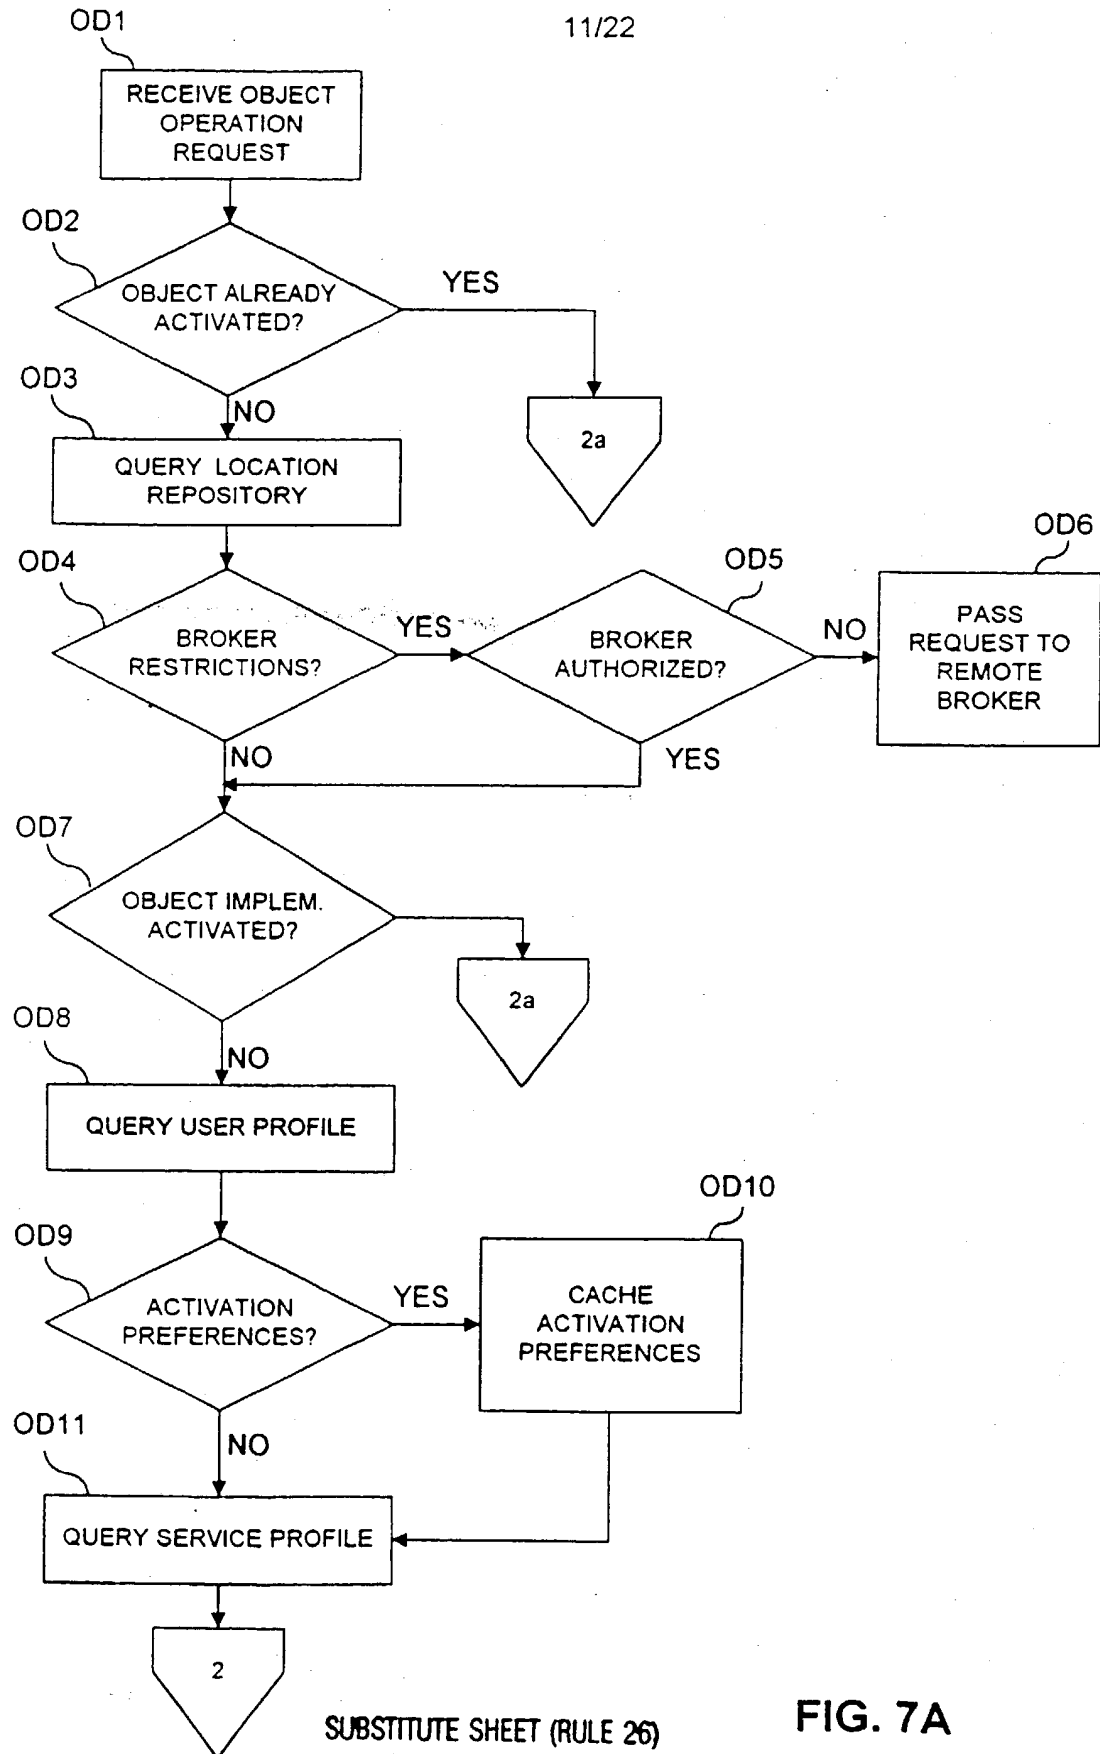 11/22
OD1
RECEIVE OBJECT
OPERATION
REQUEST
OD2
OBJECT ALREADY
ACTIVATED?
YES
2a
NO
OD3
QUERY LOCATION
REPOSITORY
OD4
BROKER
RESTRICTIONS?
YES
OD5
BROKER
AUTHORIZED?
NO
OD6
PASS
REQUEST TO
REMOTE
BROKER
NO
YES
OD7
OBJECT IMPLEM.
ACTIVATED?
2a
NO
OD8
QUERY USER PROFILE
OD9
ACTIVATION
PREFERENCES?
YES
OD10
CACHE
ACTIVATION
PREFERENCES
NO
OD11
QUERY SERVICE PROFILE
2
SUBSTITUTE SHEET (RULE 26)
FIG. 7A